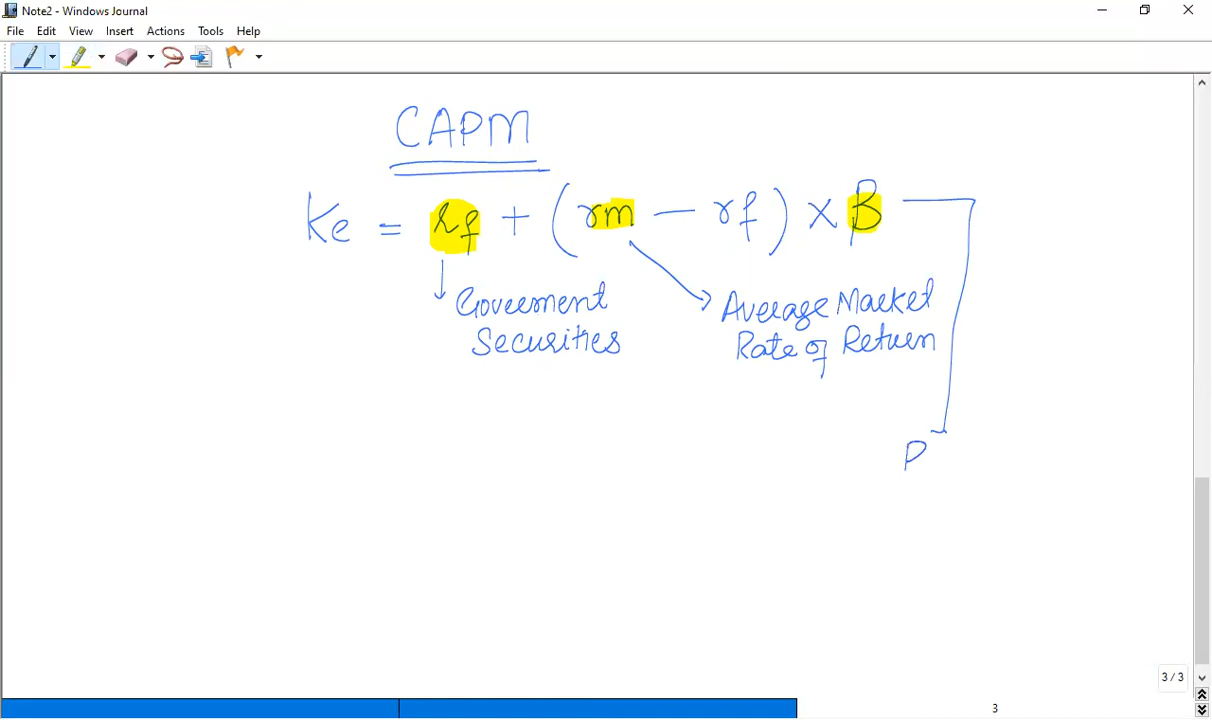 Note2 - Windows Journal
File Edit View Insert Actions Tools Help
CAPM
Ke = rf + (rm - rf) × β
Goverment Average Market
Securities Rate of Return
P
3 / 3
3